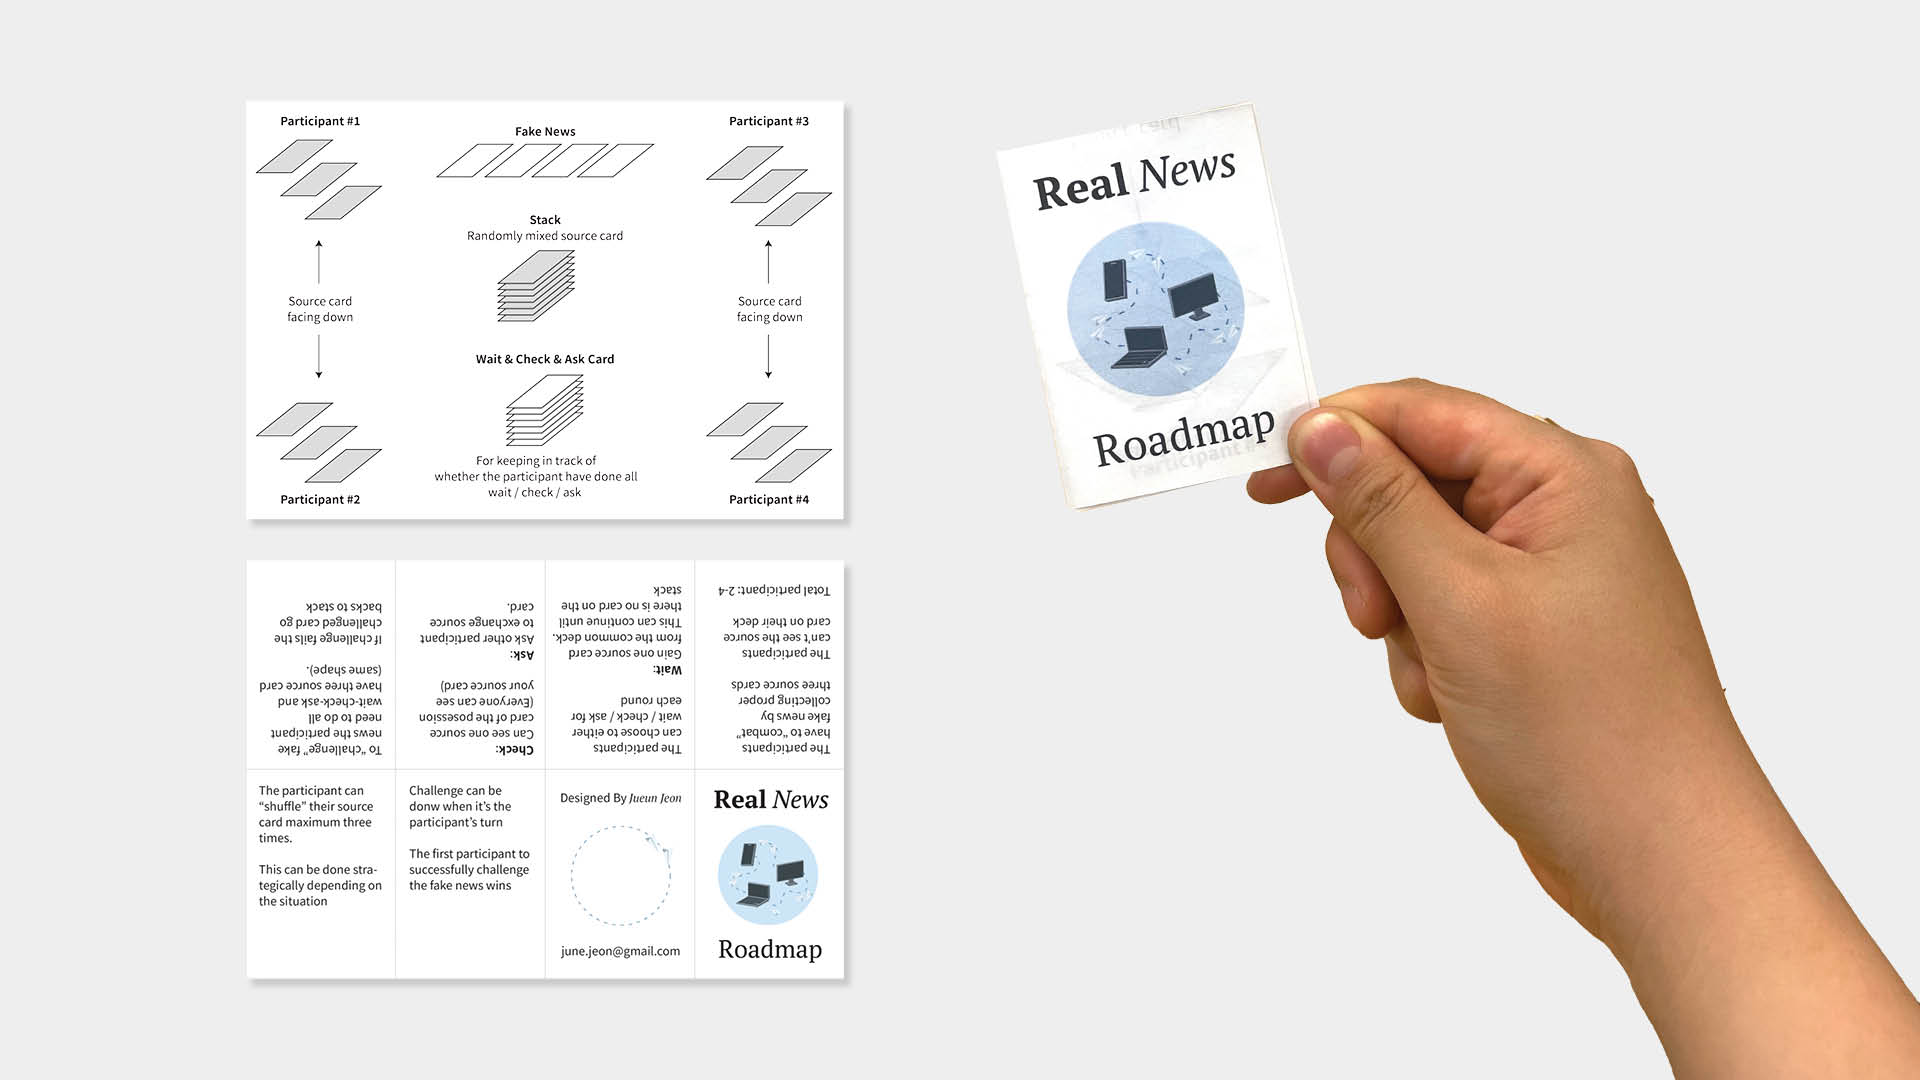 Participant #1
Fake News
Participant #3
Stack
Randomly mixed source card
Source card
facing down
Source card
facing down
Wait & Check & Ask Card
For keeping in track of
whether the participant have done all
wait / check / ask
Participant #2
Participant #4
Real News
Roadmap
Participant
The participants
have to “combat”
fake news by
collecting proper
three source cards
The participants
can't see the source
card on their deck
Total participant: 2-4
The participants
can choose to either
wait / check / ask for
each round
Wait:
Gain one source card
from the common deck.
This can continue until
there is no card on the
stack
Check:
Can see one source
card of the posession
(Everyone can see
your source card)
Ask:
Ask other participant
to exchange source
card.
To “challenge” fake
news the participant
need to do all
wait-check-ask and
have three source card
(same shape).
If challenge fails the
challenged card go
backs to stack
The participant can
“shuffle” their source
card maximum three
times.
This can be done stra-
tegically depending on
the situation
Challenge can be
donw when it's the
participant's turn
The first participant to
successfully challenge
the fake news wins
Designed By Jueun Jeon
june.jeon@gmail.com
Real News
Roadmap